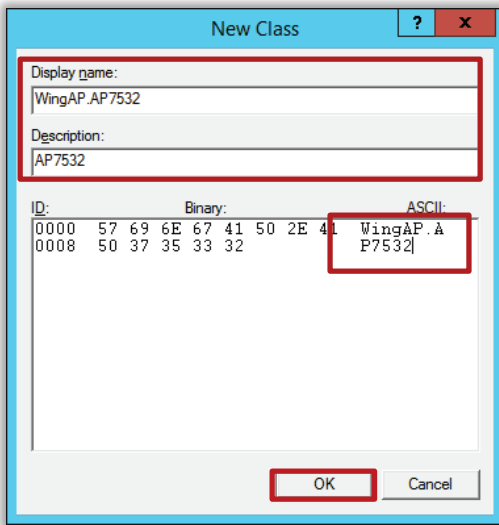 New Class
?
x
Display name:
WingAP.AP7532
Description:
AP7532
ID: Binary: ASCII:
0000 57 69 6E 67 41 50 2E 41 WingAP.A
0008 50 37 35 33 32 P7532
OK
Cancel